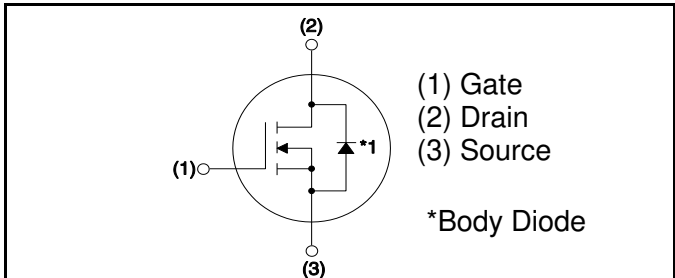 (2)
(1) Gate
(2) Drain
(3) Source
*1
(1)
*Body Diode
(3)